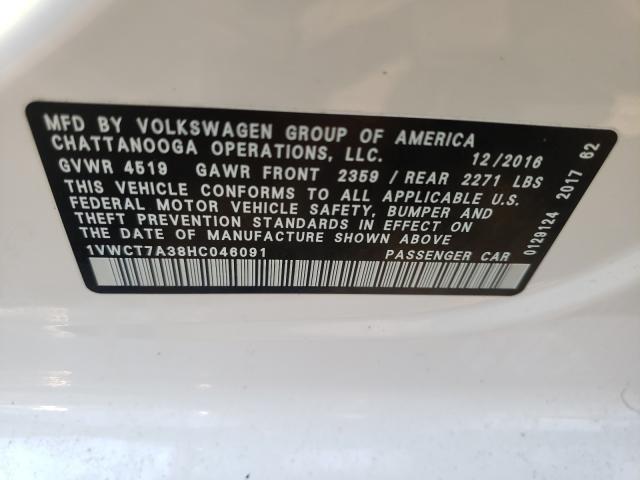 MFD BY VOLKSWAGEN GROUP OF AMERICA
CHATTANOOGA OPERATIONS, LLC. 12/2016
GVWR 4519 GAWR FRONT 2359 / REAR 2271 LBS
THIS VEHICLE CONFORMS TO ALL APPLICABLE U.S.
FEDERAL MOTOR VEHICLE SAFETY, BUMPER AND
THEFT PREVENTION STANDARDS IN EFFECT ON
THE DATE OF MANUFACTURE SHOWN ABOVE
1VWCT7A38HC046091 PASSENGER CAR
0129124 2017 62